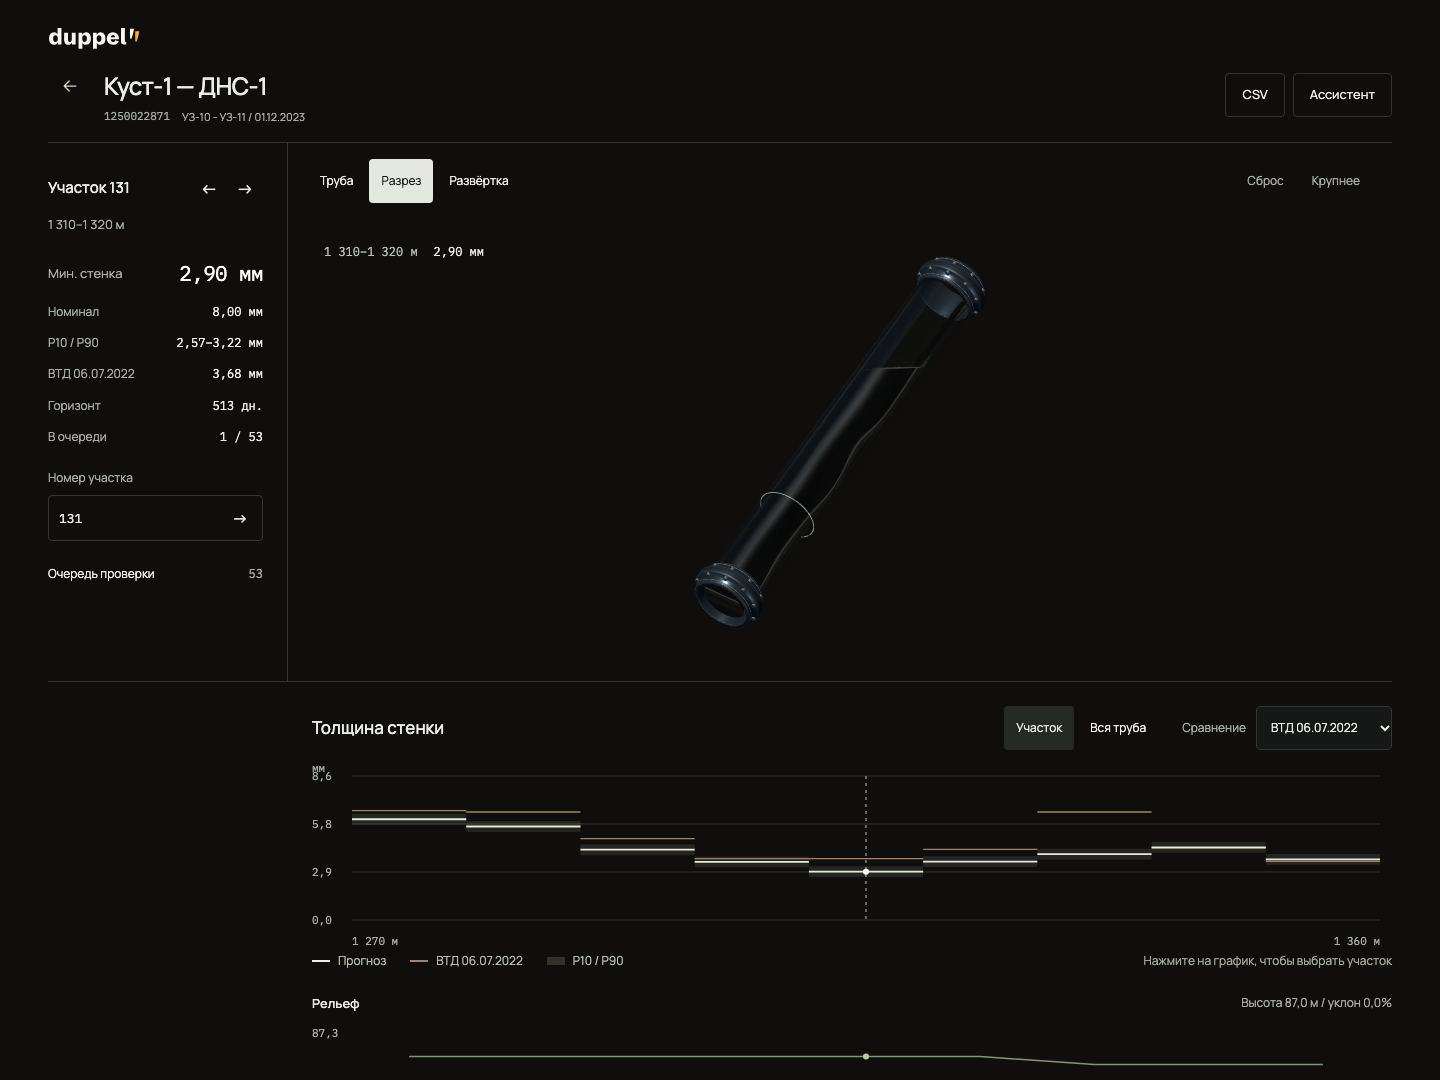 duppel
Куст-1 — ДНС-1
1250022871 УЗ-10 - УЗ-11 / 01.12.2023
CSV
Ассистент
Участок 131
1 310–1 320 м
Мин. стенка 2,90 мм
Номинал 8,00 мм
P10 / P90 2,57–3,22 мм
ВТД 06.07.2022 3,68 мм
Горизонт 513 дн.
В очереди 1 / 53
Номер участка
131
Очередь проверки 53
Труба Разрез Развёртка
Сброс Крупнее
1 310–1 320 м 2,90 мм
Толщина стенки
Участок Вся труба Сравнение ВТД 06.07.2022
мм
8,6
5,8
2,9
0,0
1 270 м 1 360 м
Прогноз ВТД 06.07.2022 P10 / P90
Нажмите на график, чтобы выбрать участок
Рельеф Высота 87,0 м / уклон 0,0%
87,3